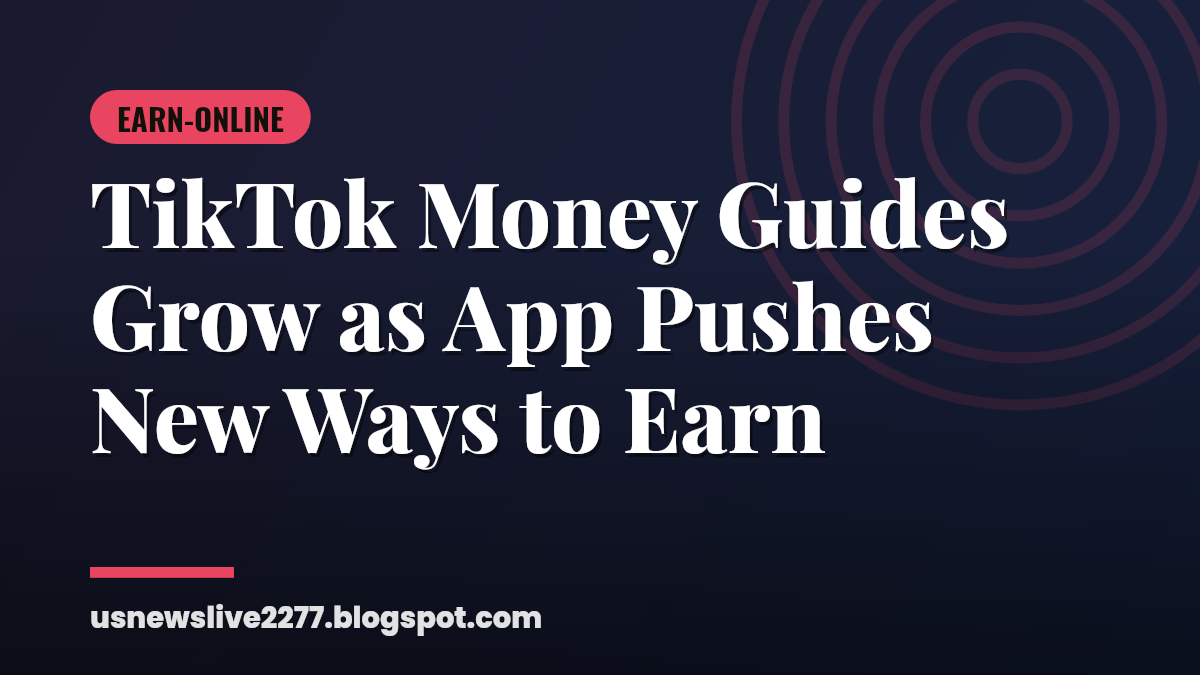 EARN-ONLINE
TikTok Money Guides
Grow as App Pushes
New Ways to Earn
usnewslive2277.blogspot.com